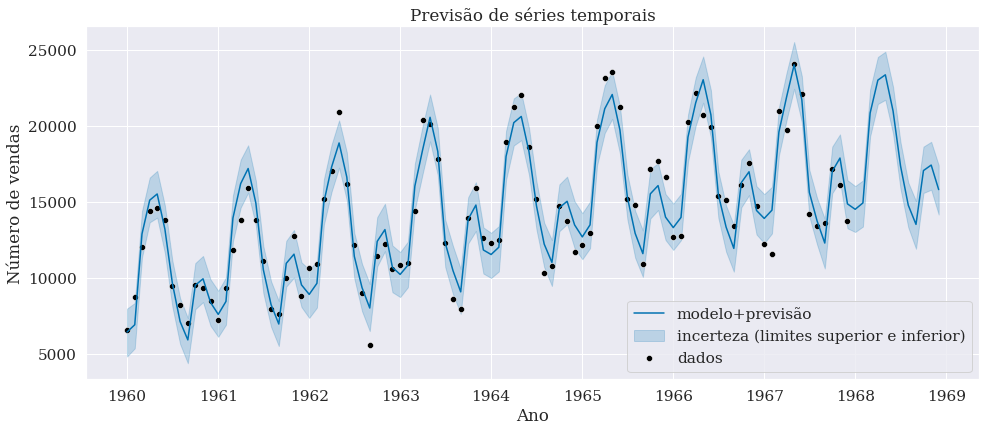 Previsão de séries temporais
Número de vendas
25000
20000
15000
10000
5000
1960 1961 1962 1963 1964 1965 1966 1967 1968 1969
Ano
modelo+previsão
incerteza (limites superior e inferior)
dados